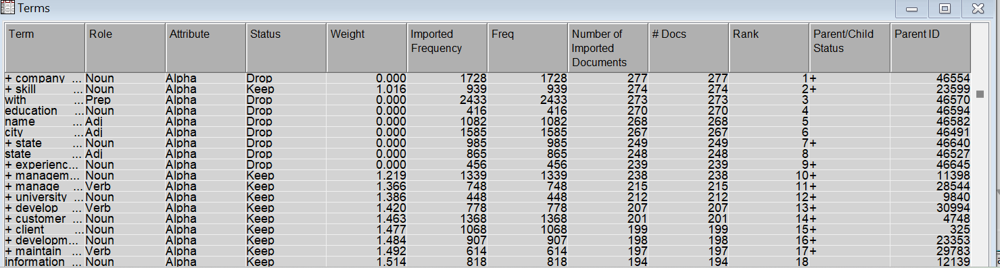 Terms
Term Role Attribute Status Weight Imported Frequency Freq Number of Imported Documents # Docs Rank Parent/Child Status Parent ID
+ company ... Noun Alpha Drop 0.000 1728 1728 277 277 1 + 46554
+ skill ... Noun Alpha Keep 1.016 939 939 274 274 2 + 23599
with ... Prep Alpha Drop 0.000 2433 2433 273 273 3 46570
education ... Noun Alpha Drop 0.000 416 416 270 270 4 46594
name ... Adj Alpha Drop 0.000 1082 1082 268 268 5 46582
city ... Adj Alpha Drop 0.000 1585 1585 267 267 6 46491
+ state ... Noun Alpha Drop 0.000 985 985 249 249 7 + 46640
state ... Adj Alpha Drop 0.000 865 865 248 248 8 46527
+ experienc... Noun Alpha Drop 0.000 456 456 239 239 9 + 46645
+ managem... Noun Alpha Keep 1.219 1339 1339 238 238 10 + 11398
+ manage ... Verb Alpha Keep 1.366 748 748 215 215 11 + 28544
+ university ... Noun Alpha Keep 1.386 448 448 212 212 12 + 9840
+ develop ... Verb Alpha Keep 1.420 778 778 207 207 13 + 30994
+ customer ... Noun Alpha Keep 1.463 1368 1368 201 201 14 + 4748
+ client ... Noun Alpha Keep 1.477 1068 1068 199 199 15 + 325
+ developm... Noun Alpha Keep 1.484 907 907 198 198 16 + 23353
+ maintain ... Verb Alpha Keep 1.492 614 614 197 197 17 + 29783
information ... Noun Alpha Keep 1.514 818 818 194 194 18 12139